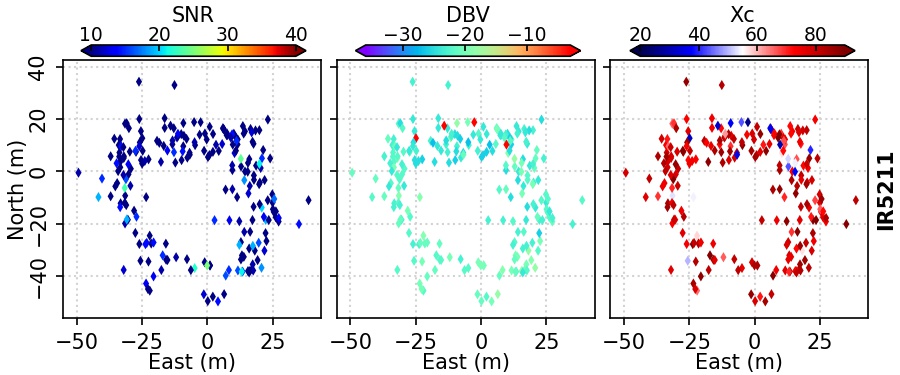 SNR DBV Xc
10 20 30 40 −30 −20 −10 20 40 60 80
40
20
0
−20
−40
North (m)
−50 −25 0 25 −50 −25 0 25 −50 −25 0 25
East (m) East (m) East (m)
IR5211